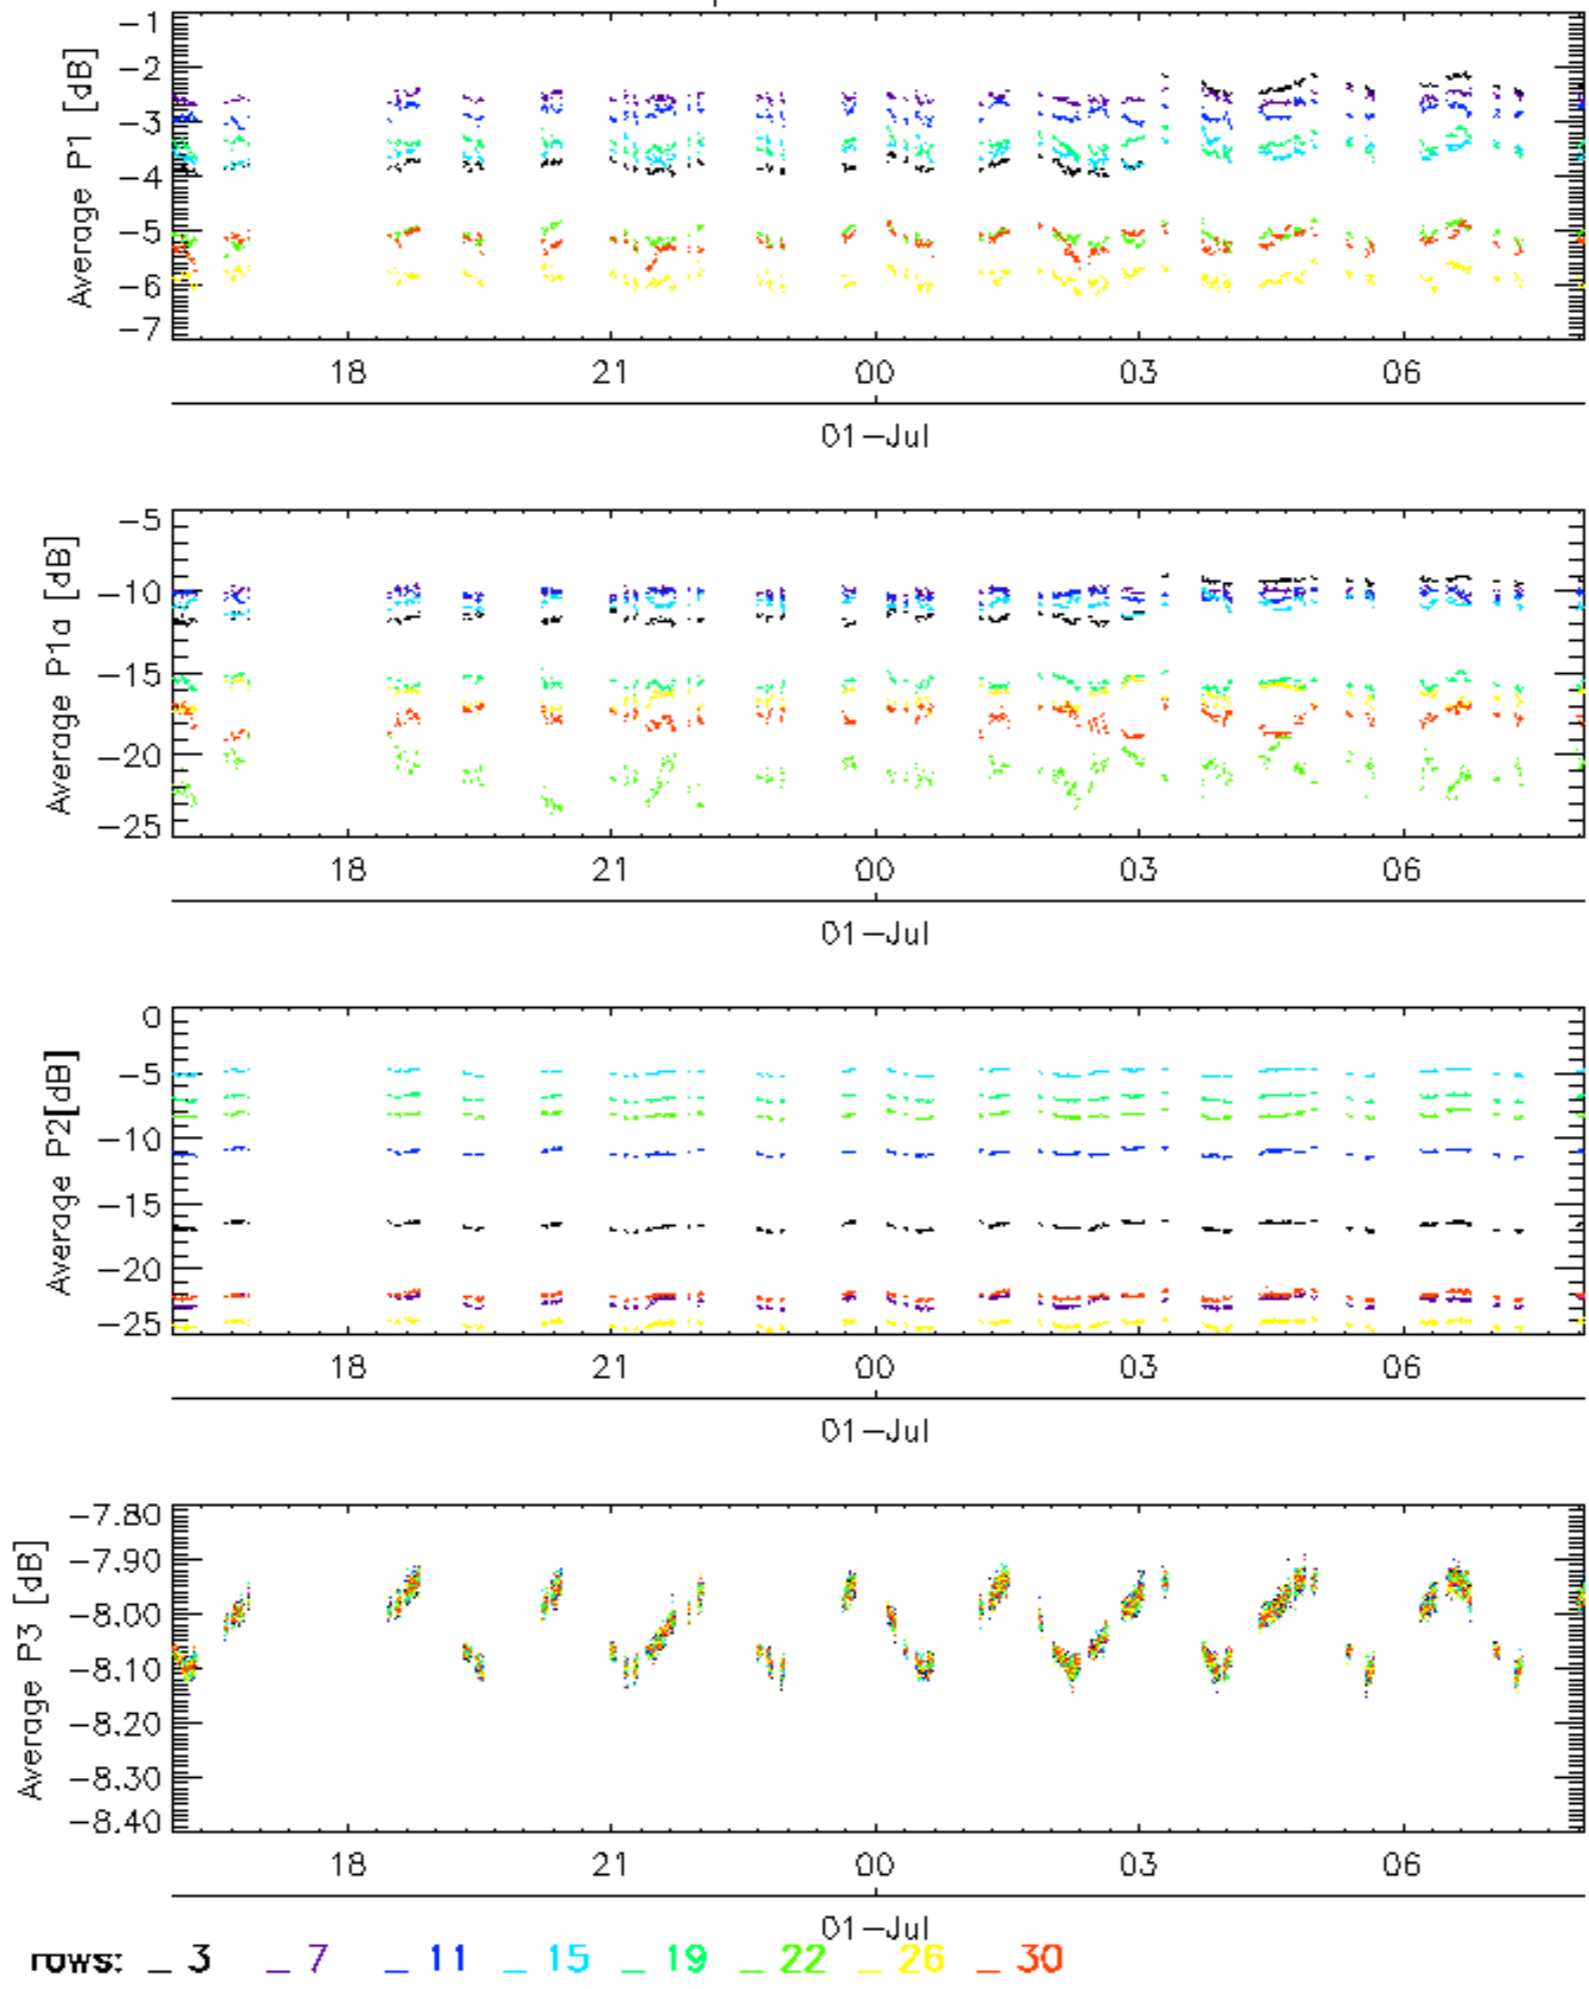 Average P1 [dB]
−1
−2
−3
−4
−5
−6
−7
18 21 00 03 06
01−Jul
Average P1a [dB]
−5
−10
−15
−20
−25
18 21 00 03 06
01−Jul
Average P2[dB]
0
−5
−10
−15
−20
−25
18 21 00 03 06
01−Jul
Average P3 [dB]
−7.80
−7.90
−8.00
−8.10
−8.20
−8.30
−8.40
18 21 00 03 06
01−Jul
rows: _ 3 _ 7 _ 11 _ 15 _ 19 _ 22 _ 26 _ 30